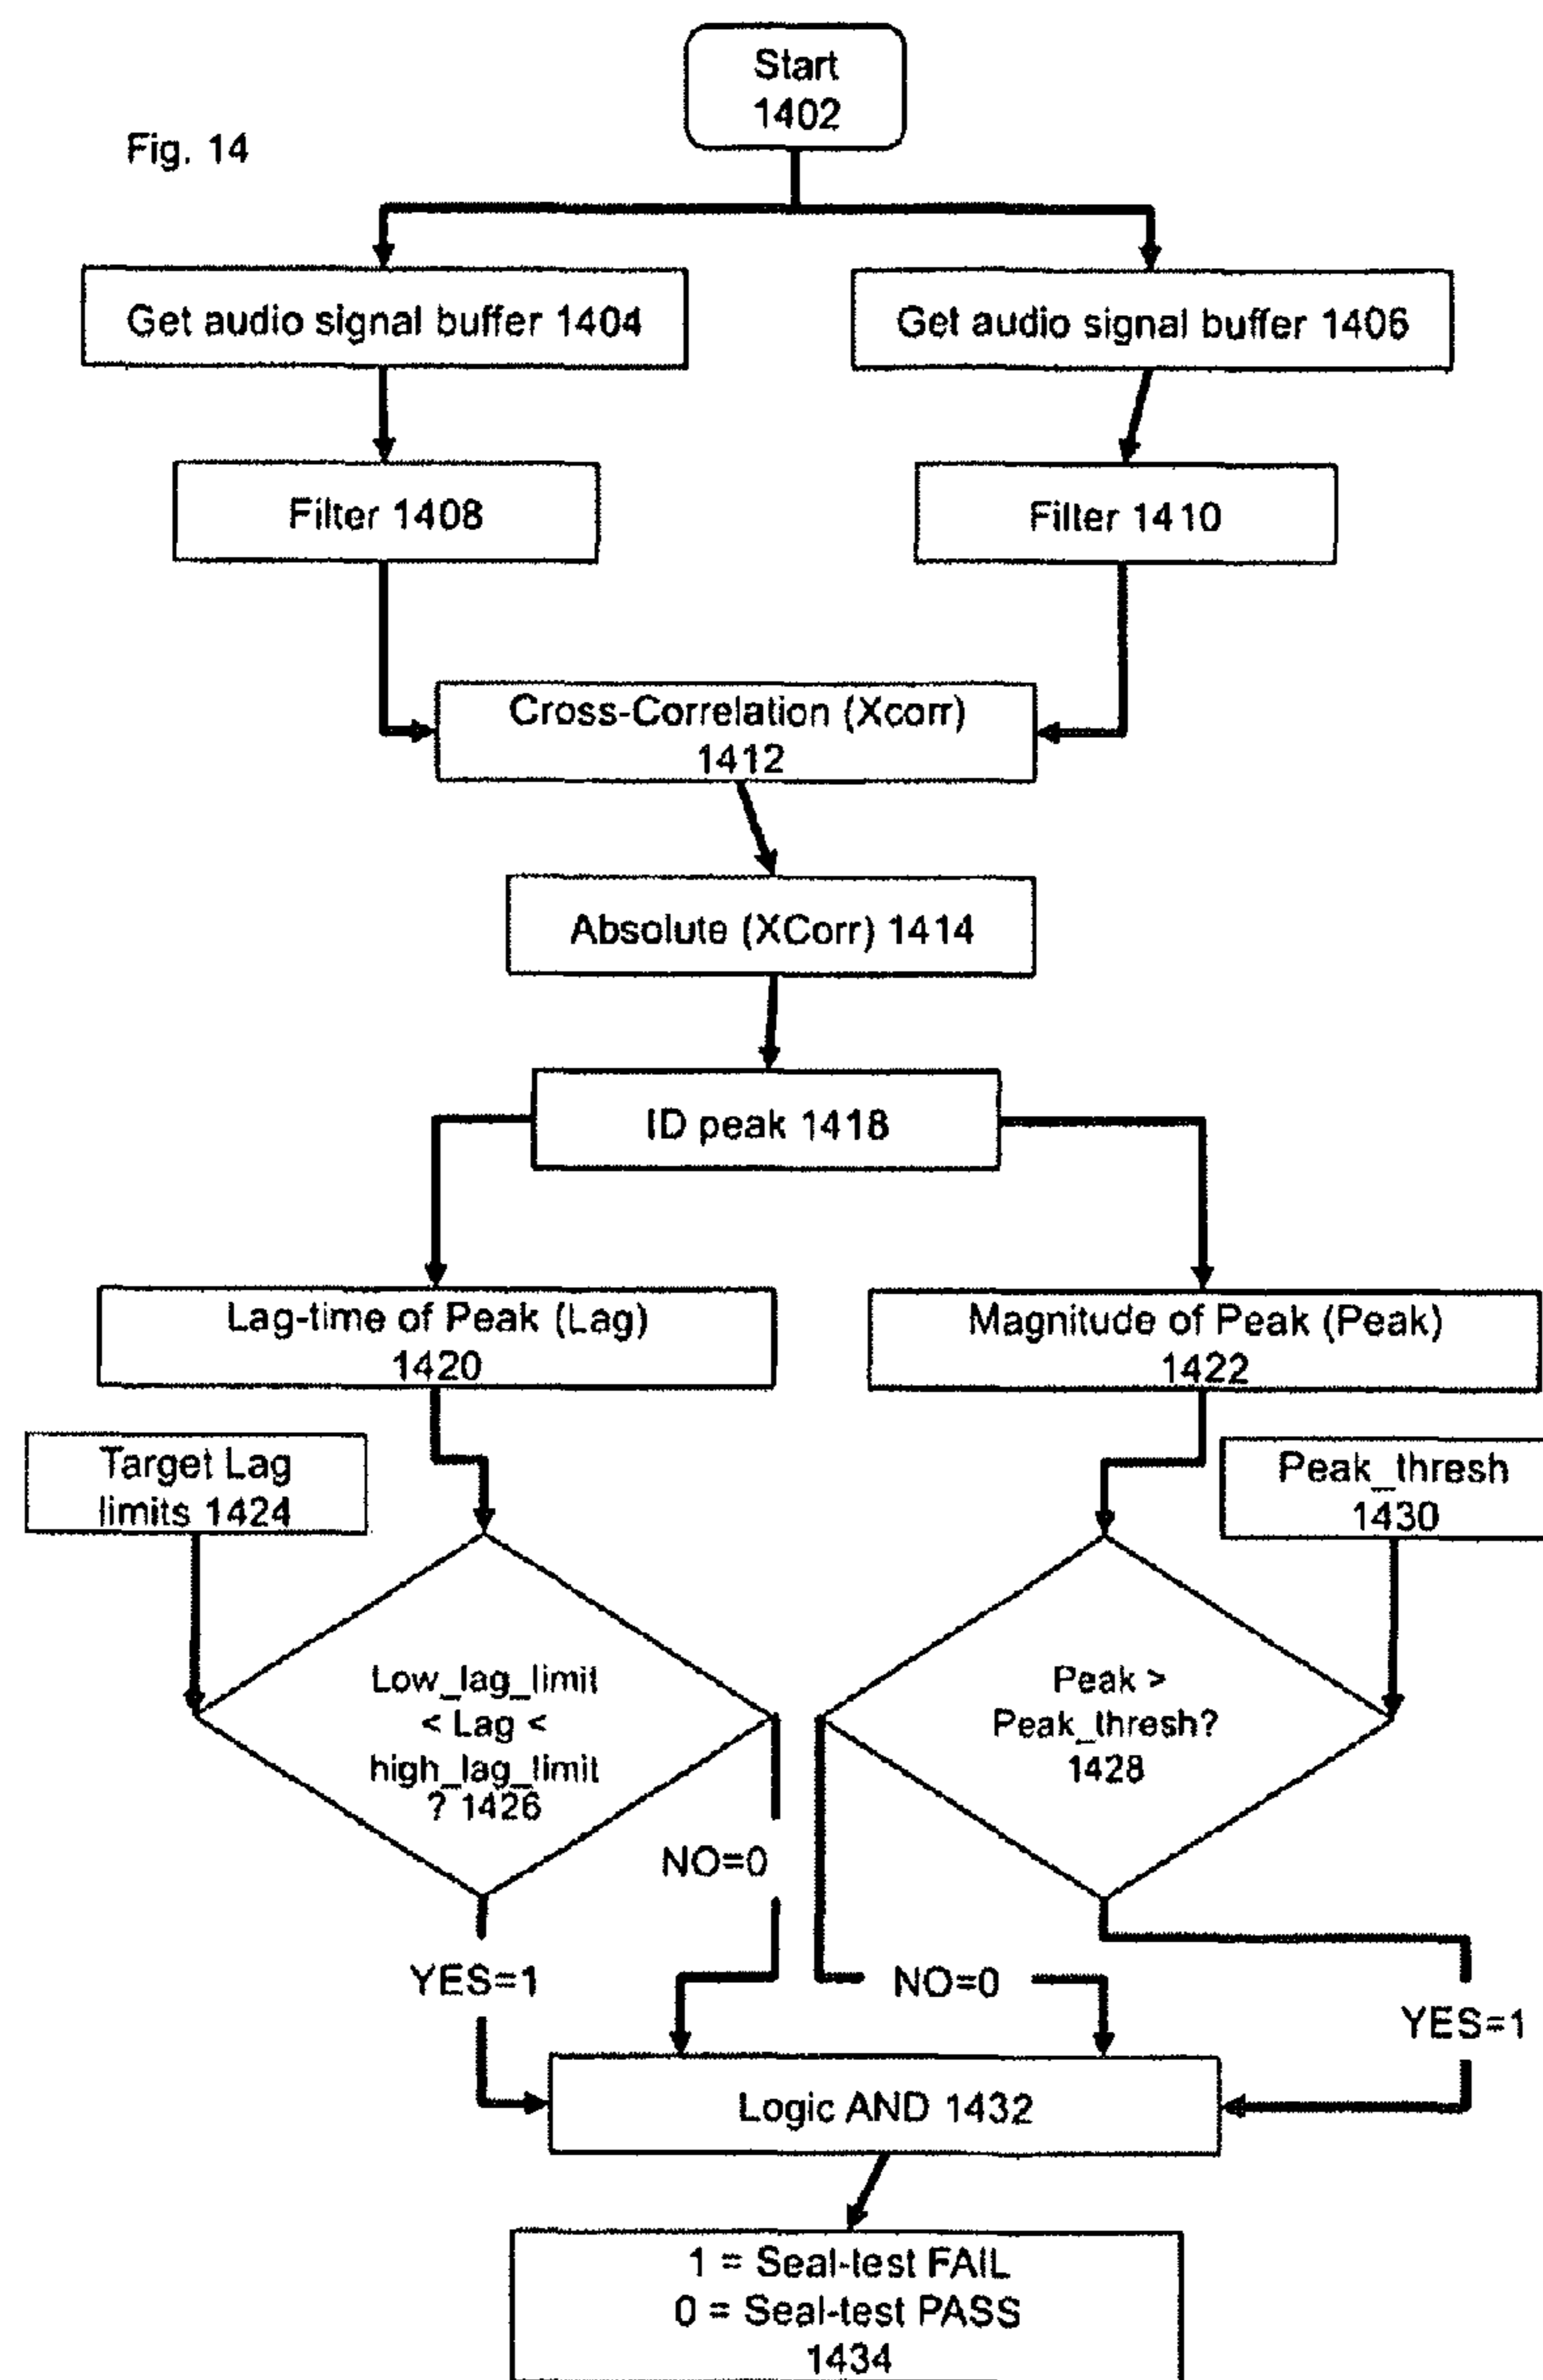 Start
1402
Fig. 14
Get audio signal buffer 1404
Get audio signal buffer 1406
Filter 1408
Filter 1410
Cross-Correlation (Xcorr)
1412
Absolute (XCorr) 1414
ID peak 1418
Lag-time of Peak (Lag)
1420
Magnitude of Peak (Peak)
1422
Target Lag
limits 1424
Peak_thresh
1430
Low_lag_limit
< Lag <
high_lag_limit
? 1426
Peak >
Peak_thresh?
1428
NO=0
YES=1
NO=0
YES=1
Logic AND 1432
1 = Seal-test FAIL
0 = Seal-test PASS
1434